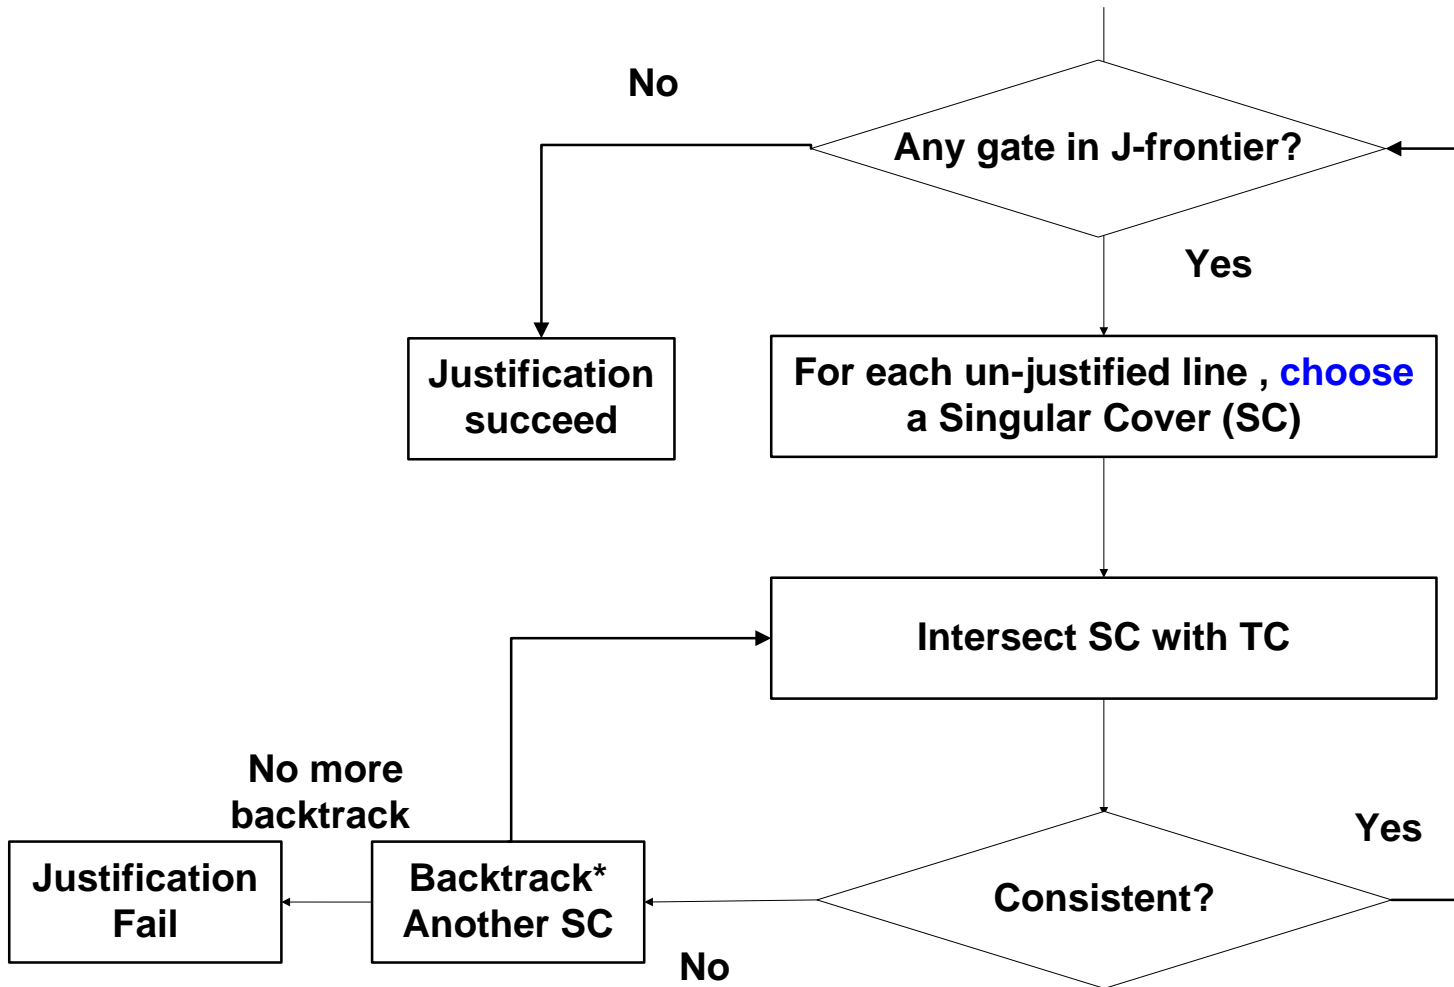 No
Any gate in J-frontier?
Yes
Justification
succeed
For each un-justified line , choose
a Singular Cover (SC)
Intersect SC with TC
No more
backtrack
Yes
Justification
Fail
Backtrack*
Another SC
Consistent?
No